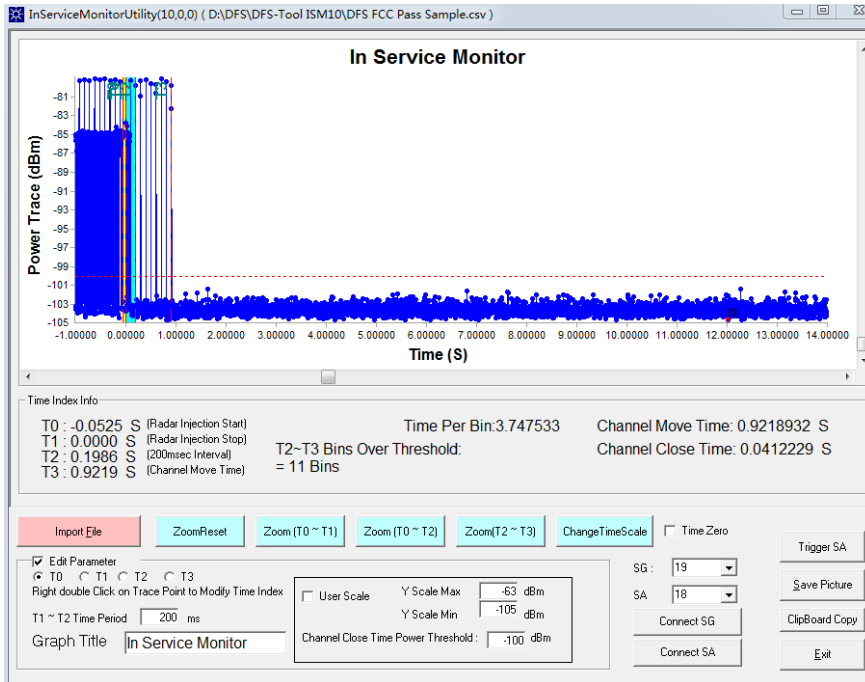 InServiceMonitorUtility(10,0,0) ( D:\DFS\DFS-Tool ISM10\DFS FCC Pass Sample.csv )
In Service Monitor
Power Trace (dBm)
-81
-83
-85
-87
-89
-91
-93
-95
-97
-99
-101
-103
-105
-1.00000 0.00000 1.00000 2.00000 3.00000 4.00000 5.00000 6.00000 7.00000 8.00000 9.00000 10.00000 11.00000 12.00000 13.00000 14.00000
Time (S)
Time Index Info
T0 : -0.0525 S (Radar Injection Start)
T1 : 0.0000 S (Radar Injection Stop)
T2 : 0.1986 S (200msec Interval)
T3 : 0.9219 S (Channel Move Time)
Time Per Bin:3.747533
T2~T3 Bins Over Threshold:
= 11 Bins
Channel Move Time: 0.9218932 S
Channel Close Time: 0.0412229 S
Import File
ZoomReset
Zoom (T0 ~ T1)
Zoom (T0 ~ T2)
Zoom(T2 ~ T3)
ChangeTimeScale
Time Zero
Edit Parameter
T0 T1 T2 T3
Right double Click on Trace Point to Modify Time Index
T1 ~ T2 Time Period 200 ms
Graph Title In Service Monitor
User Scale
Y Scale Max -63 dBm
Y Scale Min -105 dBm
Channel Close Time Power Threshold : -100 dBm
SG : 19
SA 18
Connect SG
Connect SA
Trigger SA
Save Picture
ClipBoard Copy
Exit